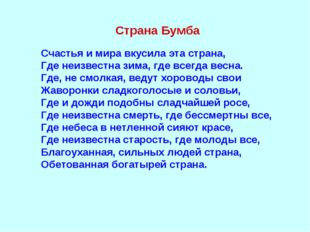 Страна Бумба
Счастья и мира вкусила эта страна,
Где неизвестна зима, где всегда весна.
Где, не смолкая, ведут хороводы свои
Жаворонки сладкоголосые и соловьи,
Где и дожди подобны сладчайшей росе,
Где неизвестна смерть, где бессмертны все,
Где небеса в нетленной сияют красе,
Где неизвестна старость, где молоды все,
Благоуханная, сильных людей страна,
Обетованная богатырей страна.